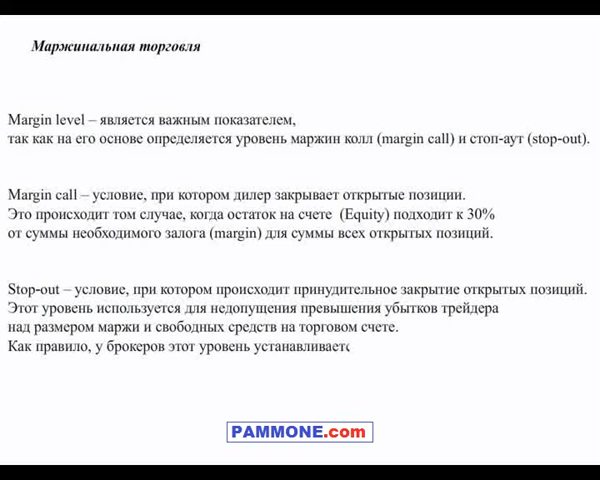 Маржинальная торговля
Margin level – является важным показателем,
так как на его основе определяется уровень маржин колл (margin call) и стоп-аут (stop-out).
Margin call – условие, при котором дилер закрывает открытые позиции.
Это происходит том случае, когда остаток на счете (Equity) подходит к 30%
от суммы необходимого залога (margin) для суммы всех открытых позиций.
Stop-out – условие, при котором происходит принудительное закрытие открытых позиций.
Этот уровень используется для недопущения превышения убытков трейдера
над размером маржи и свободных средств на торговом счете.
Как правило, у брокеров этот уровень
PAMMONE.com